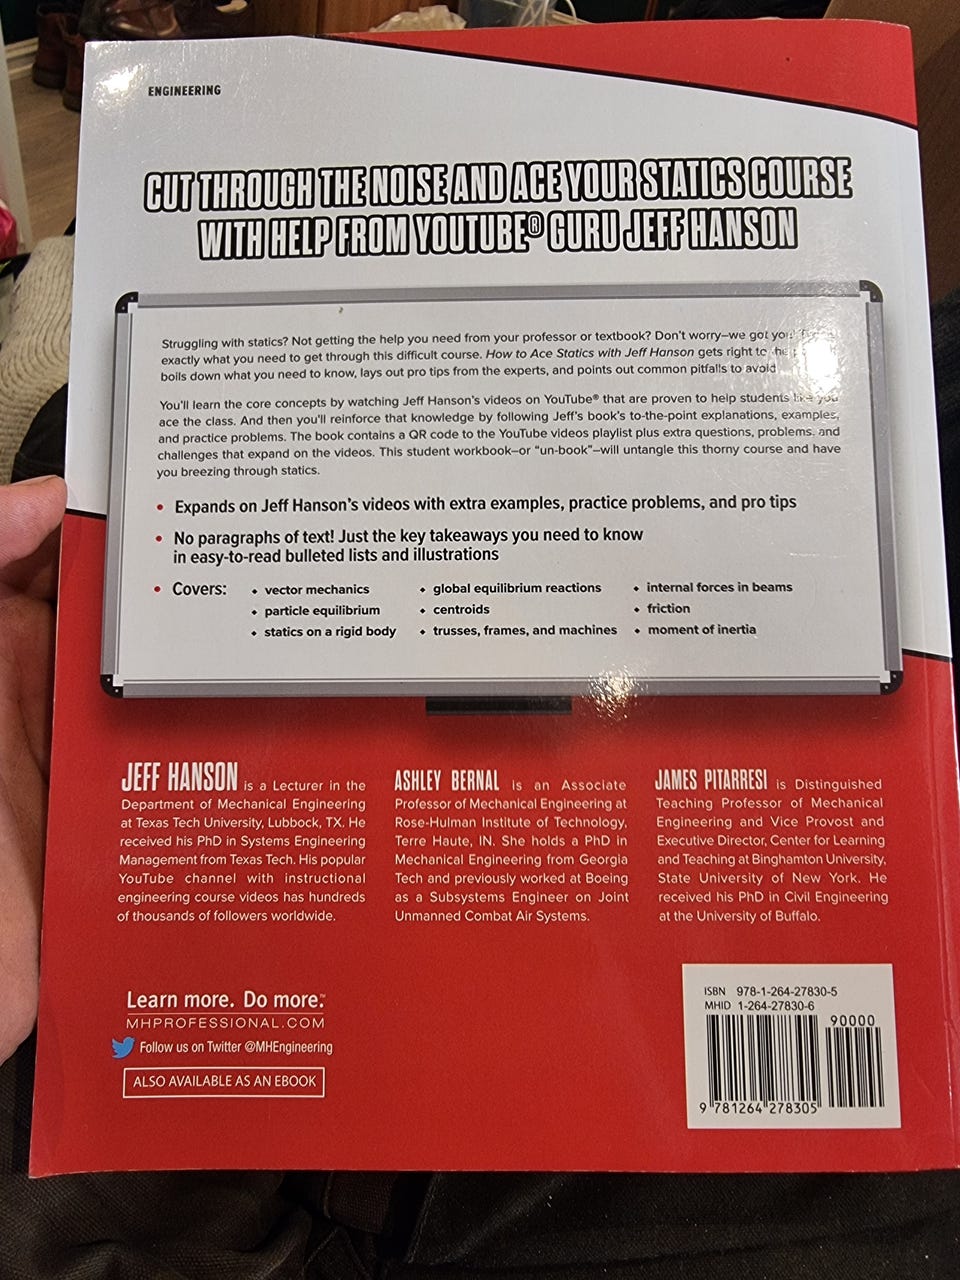 ENGINEERING
CUT THROUGH THE NOISE AND ACE YOUR STATICS COURSE
WITH HELP FROM YOUTUBE® GURU JEFF HANSON
Struggling with statics? Not getting the help you need from your professor or textbook? Don't worry–we got you!
exactly what you need to get through this difficult course. How to Ace Statics with Jeff Hanson gets right to the
boils down what you need to know, lays out pro tips from the experts, and points out common pitfalls to avoid
You'll learn the core concepts by watching Jeff Hanson's videos on YouTube® that are proven to help students like you
ace the class. And then you'll reinforce that knowledge by following Jeff's book's to-the-point explanations, examples,
and practice problems. The book contains a QR code to the YouTube videos playlist plus extra questions, problems, and
challenges that expand on the videos. This student workbook–or "un-book"–will untangle this thorny course and have
you breezing through statics.
• Expands on Jeff Hanson's videos with extra examples, practice problems, and pro tips
• No paragraphs of text! Just the key takeaways you need to know
in easy-to-read bulleted lists and illustrations
• Covers:
• vector mechanics
• particle equilibrium
• statics on a rigid body
• global equilibrium reactions
• centroids
• trusses, frames, and machines
• internal forces in beams
• friction
• moment of inertia
JEFF HANSON is a Lecturer in the
Department of Mechanical Engineering
at Texas Tech University, Lubbock, TX. He
received his PhD in Systems Engineering
Management from Texas Tech. His popular
YouTube channel with instructional
engineering course videos has hundreds
of thousands of followers worldwide.
ASHLEY BERNAL is an Associate
Professor of Mechanical Engineering at
Rose-Hulman Institute of Technology,
Terre Haute, IN. She holds a PhD in
Mechanical Engineering from Georgia
Tech and previously worked at Boeing
as a Subsystems Engineer on Joint
Unmanned Combat Air Systems.
JAMES PITARRESI is Distinguished
Teaching Professor of Mechanical
Engineering and Vice Provost and
Executive Director, Center for Learning
and Teaching at Binghamton University,
State University of New York. He
received his PhD in Civil Engineering
at the University of Buffalo.
Learn more. Do more.™
MHPROFESSIONAL.COM
Follow us on Twitter @MHEngineering
ALSO AVAILABLE AS AN EBOOK
ISBN 978-1-264-27830-5
MHID 1-264-27830-6
90000
9 781264 278305